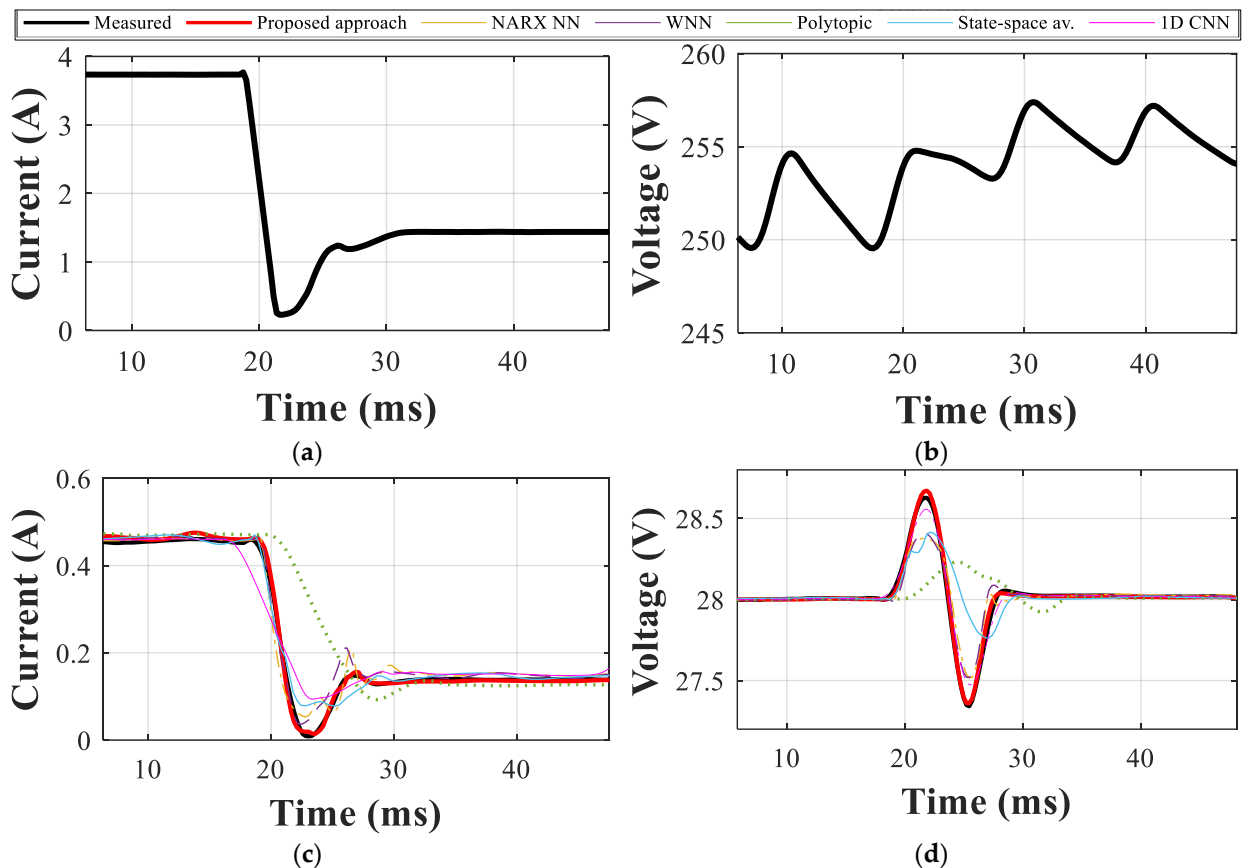 Measured Proposed approach NARX NN WNN Polytopic State-space av. 1D CNN
4
3
2
1
0
Current (A)
10 20 30 40
Time (ms)
(a)
260
255
250
245
Voltage (V)
10 20 30 40
Time (ms)
(b)
0.6
0.4
0.2
0
Current (A)
10 20 30 40
Time (ms)
(c)
28.5
28
27.5
Voltage (V)
10 20 30 40
Time (ms)
(d)